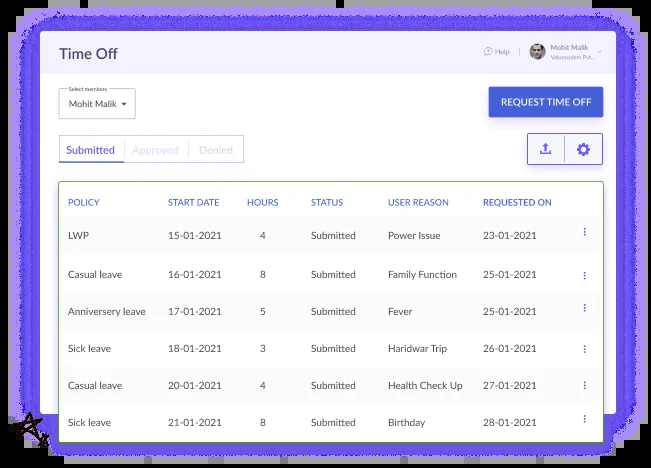 Time Off
Help
Mohit Malik
Valuecoders Pvt...
Select members
Mohit Malik
REQUEST TIME OFF
Submitted Approved Denied
POLICY START DATE HOURS STATUS USER REASON REQUESTED ON
LWP 15-01-2021 4 Submitted Power Issue 23-01-2021
Casual leave 16-01-2021 8 Submitted Family Function 25-01-2021
Anniversery leave 17-01-2021 5 Submitted Fever 25-01-2021
Sick leave 18-01-2021 3 Submitted Haridwar Trip 26-01-2021
Casual leave 20-01-2021 4 Submitted Health Check Up 27-01-2021
Sick leave 21-01-2021 8 Submitted Birthday 28-01-2021